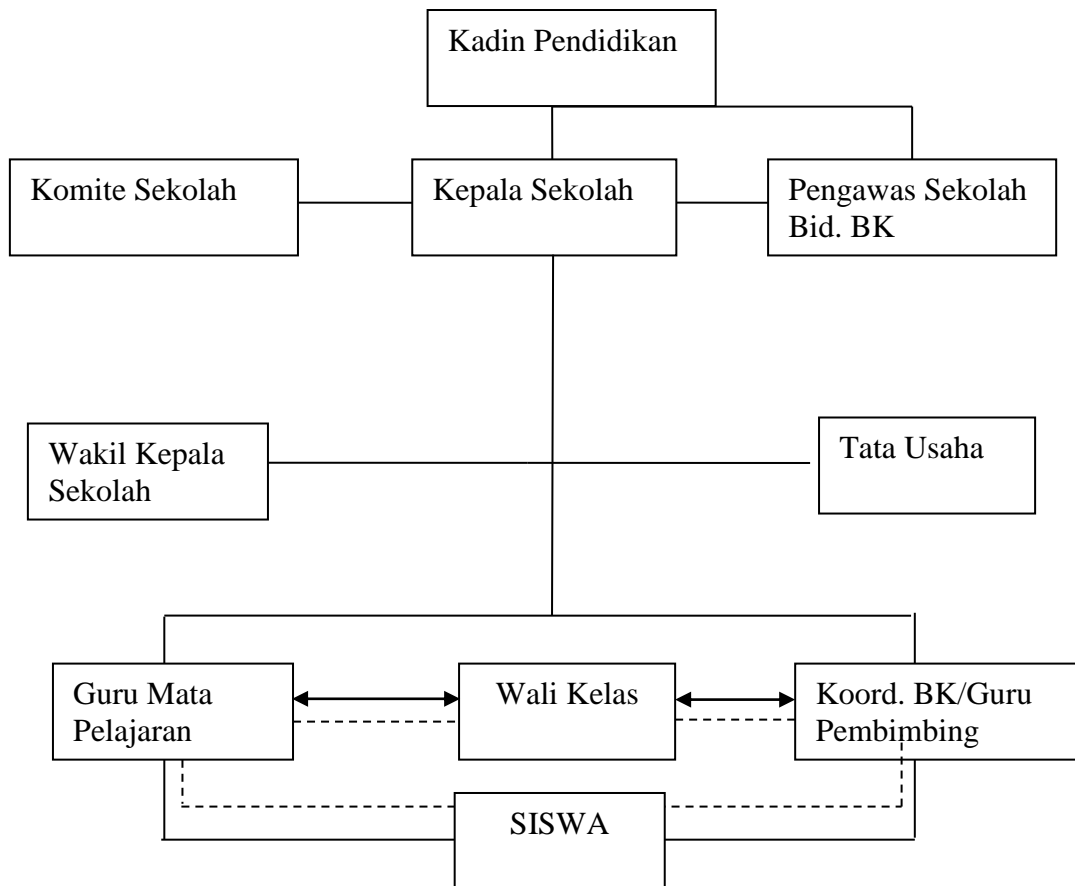 Kadin Pendidikan
Komite Sekolah
Kepala Sekolah
Pengawas Sekolah
Bid. BK
Wakil Kepala
Sekolah
Tata Usaha
Guru Mata
Pelajaran
Wali Kelas
Koord. BK/Guru
Pembimbing
SISWA